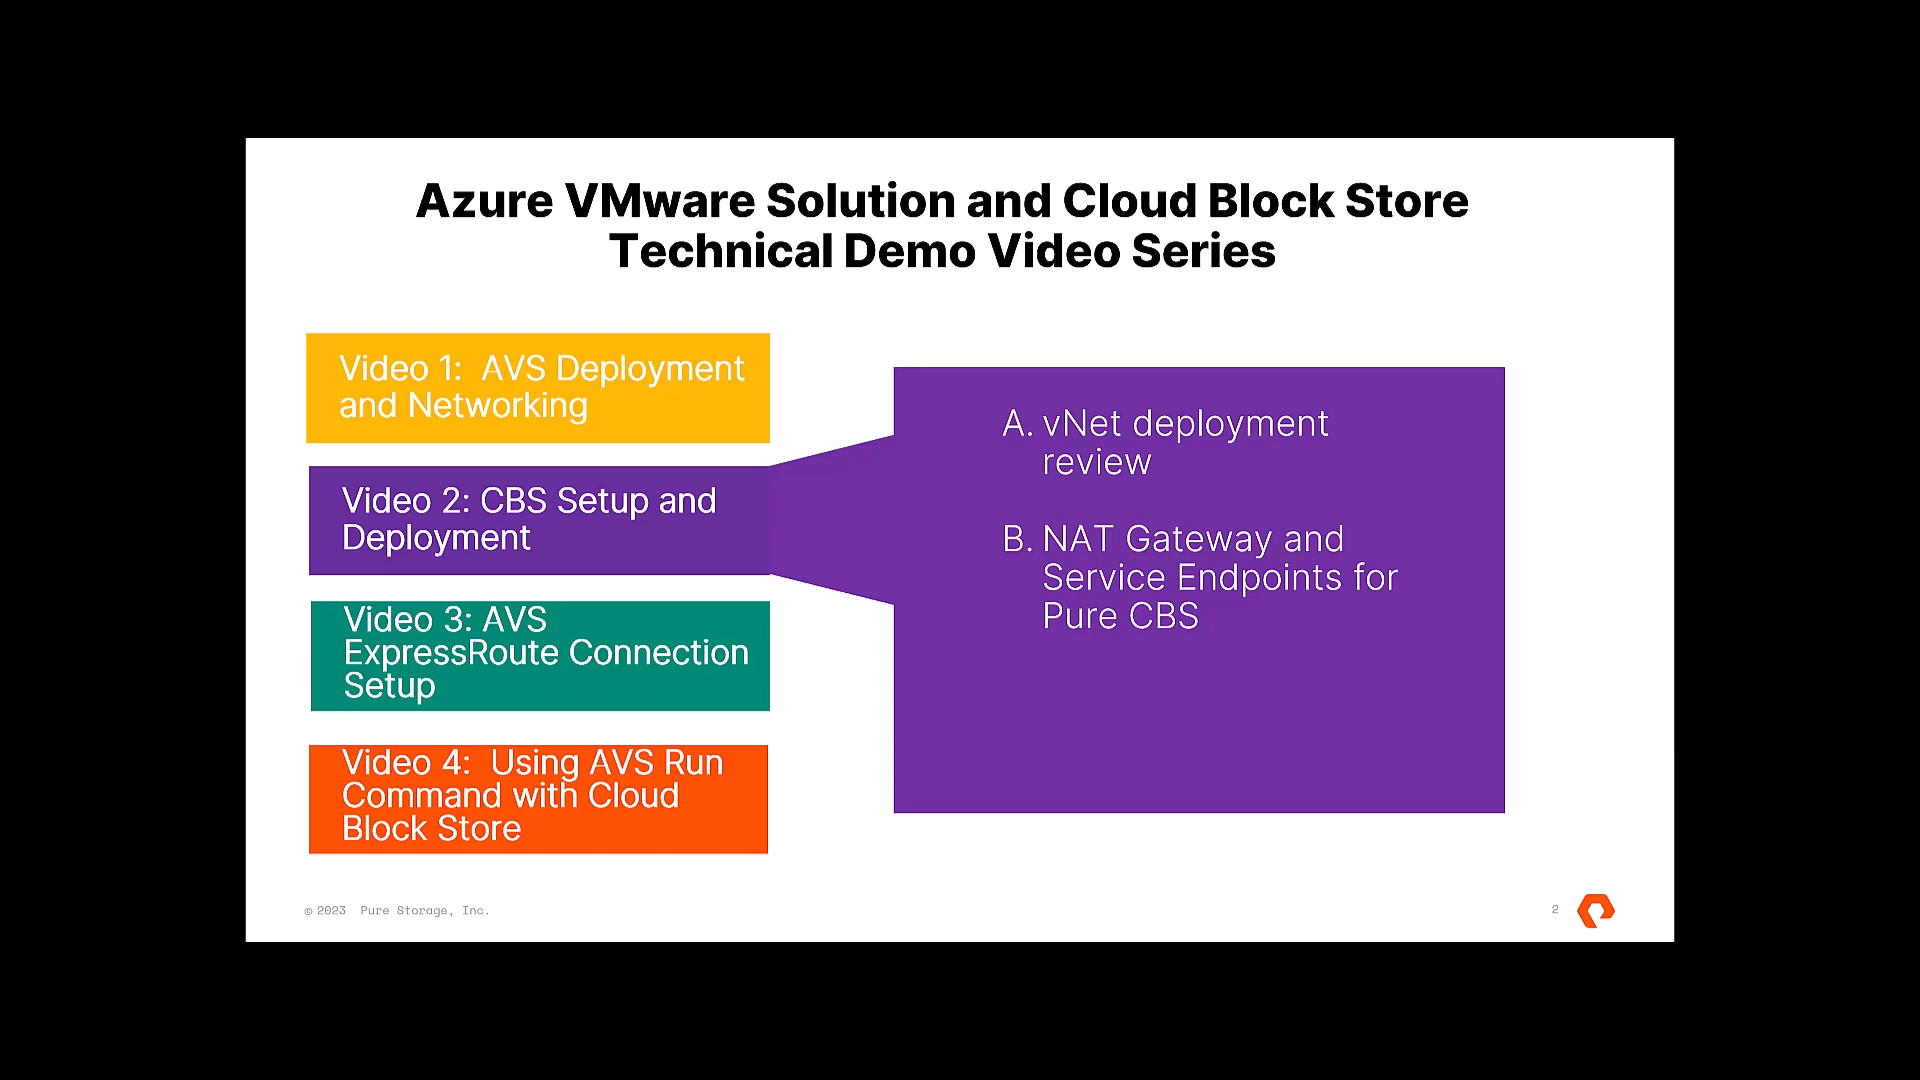 Azure VMware Solution and Cloud Block Store
Technical Demo Video Series
Video 1:  AVS Deployment
and Networking
Video 2: CBS Setup and
Deployment
Video 3: AVS
ExpressRoute Connection
Setup
Video 4:  Using AVS Run
Command with Cloud
Block Store
A. vNet deployment
review
B. NAT Gateway and
Service Endpoints for
Pure CBS
© 2023  Pure Storage, Inc.
2